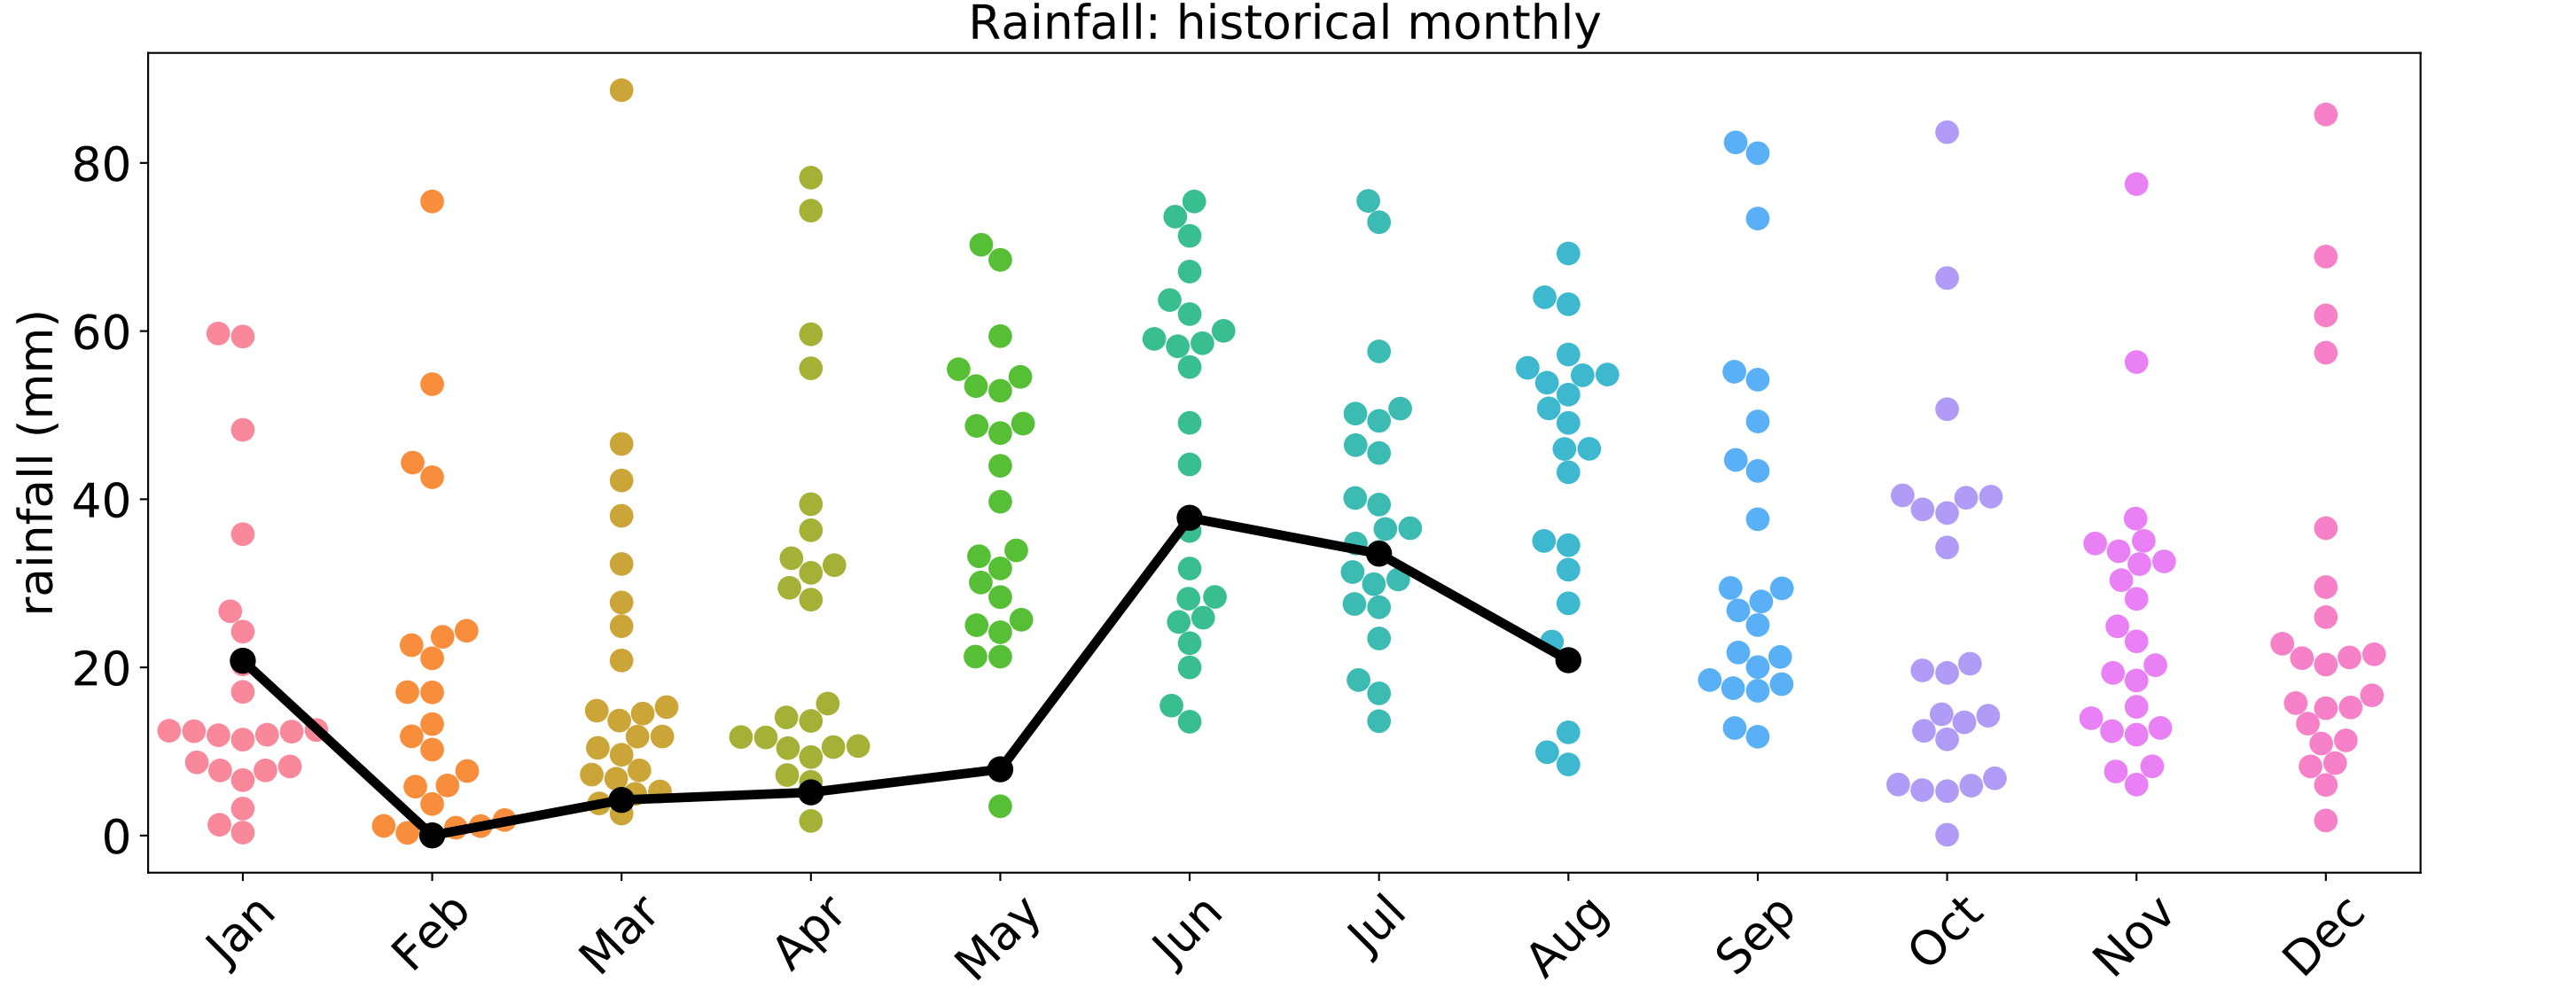 Rainfall: historical monthly
rainfall (mm)
80
60
40
20
0
Jan
Feb
Mar
Apr
May
Jun
Jul
Aug
Sep
Oct
Nov
Dec